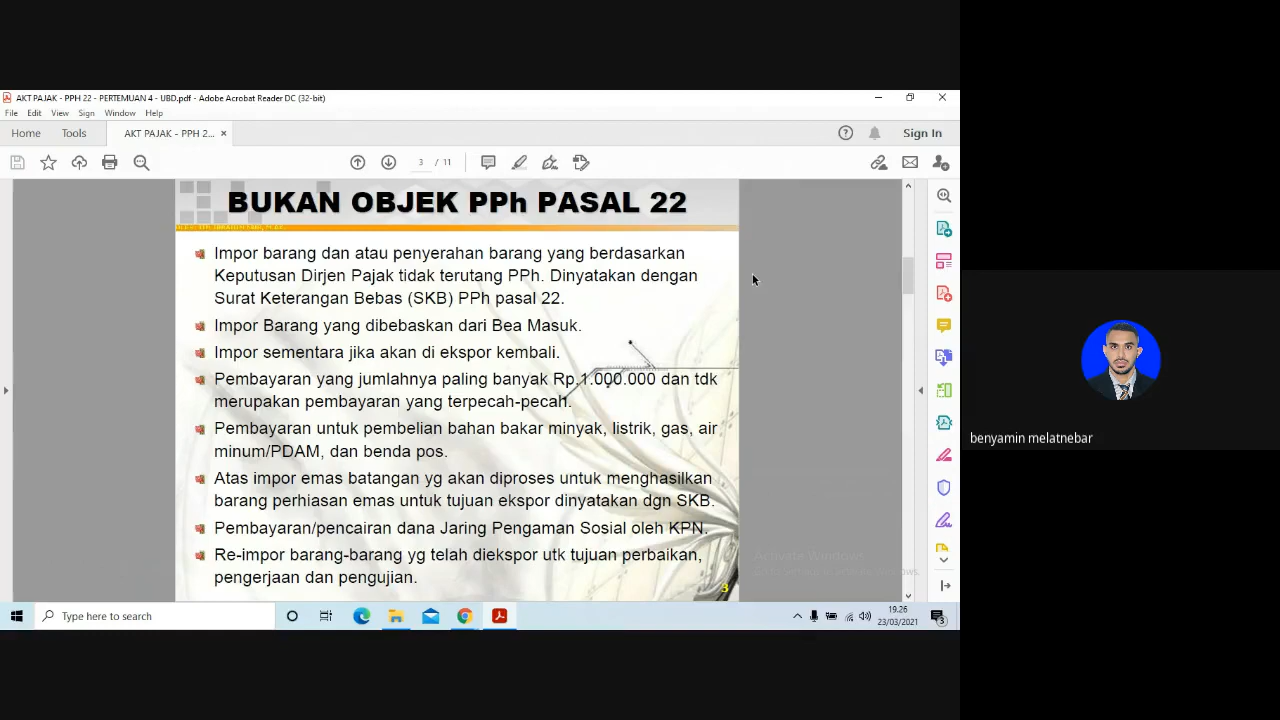 AKT PAJAK - PPH 22 - PERTEMUAN 4 - UBD.pdf - Adobe Acrobat Reader DC (32-bit)
File Edit View Sign Window Help
Home Tools AKT PAJAK - PPH 2... × Sign In
3 / 11
BUKAN OBJEK PPh PASAL 22
Impor barang dan atau penyerahan barang yang berdasarkan
Keputusan Dirjen Pajak tidak terutang PPh. Dinyatakan dengan
Surat Keterangan Bebas (SKB) PPh pasal 22.
Impor Barang yang dibebaskan dari Bea Masuk.
Impor sementara jika akan di ekspor kembali.
Pembayaran yang jumlahnya paling banyak Rp.1.000.000 dan tdk
merupakan pembayaran yang terpecah-pecah.
Pembayaran untuk pembelian bahan bakar minyak, listrik, gas, air
minum/PDAM, dan benda pos.
Atas impor emas batangan yg akan diproses untuk menghasilkan
barang perhiasan emas untuk tujuan ekspor dinyatakan dgn SKB.
Pembayaran/pencairan dana Jaring Pengaman Sosial oleh KPN.
Re-impor barang-barang yg telah diekspor utk tujuan perbaikan,
pengerjaan dan pengujian.
3
Activate Windows
benyamin melatnebar
Type here to search
19.26
23/03/2021
3